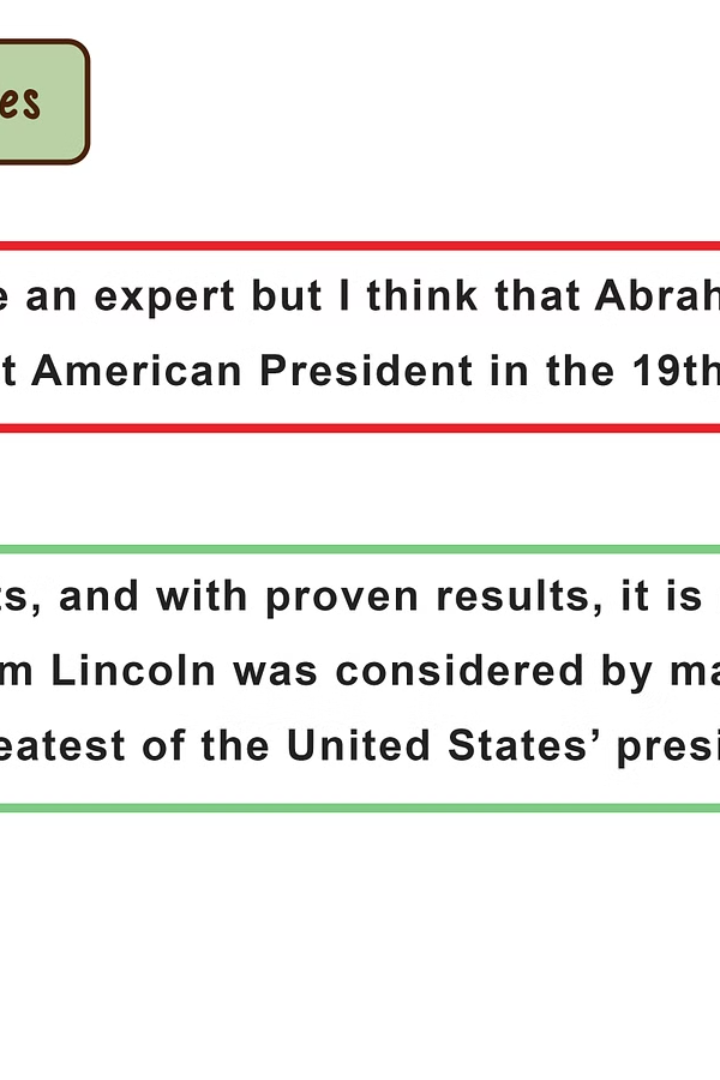 es
e an expert but I think that Abrah
t American President in the 19th
ts, and with proven results, it is
m Lincoln was considered by ma
eatest of the United States’ presi